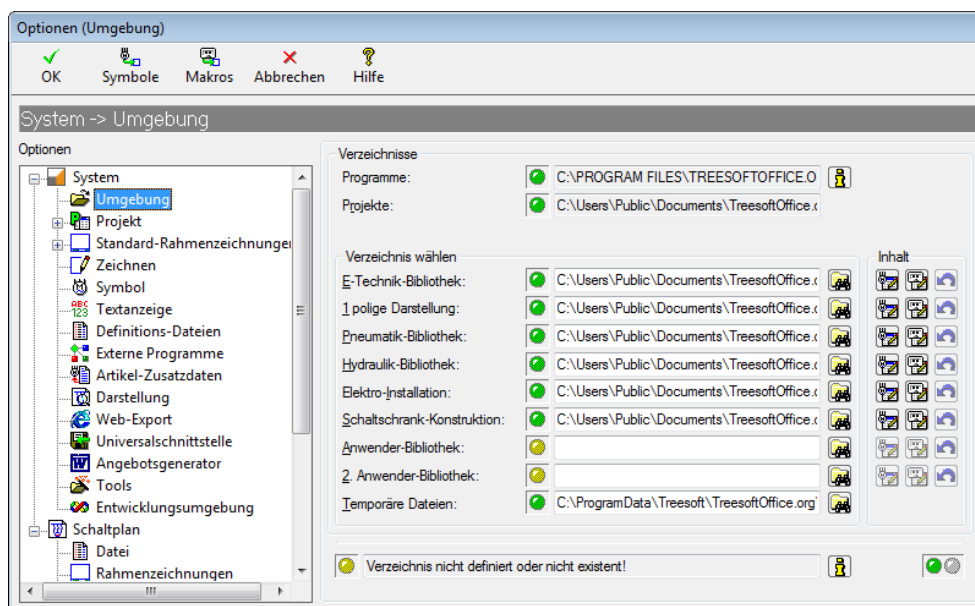 Optionen (Umgebung)
OK Symbole Makros Abbrechen Hilfe
System -> Umgebung
Optionen
System
Umgebung
Projekt
Standard-Rahmenzeichnunge
Zeichnen
Symbol
ABC 123 Textanzeige
Definitions-Dateien
Externe Programme
Artikel-Zusatzdaten
Darstellung
Web-Export
Universalschnittstelle
Angebotsgenerator
Tools
Entwicklungsumgebung
Schaltplan
Datei
Rahmenzeichnungen
Verzeichnisse
Programme: C:\PROGRAM FILES\TREESOFTOFFICE.O
Projekte: C:\Users\Public\Documents\TreesoftOffice.
Verzeichnis wählen
Inhalt
E-Technik-Bibliothek: C:\Users\Public\Documents\TreesoftOffice.
1 polige Darstellung: C:\Users\Public\Documents\TreesoftOffice.
Pneumatik-Bibliothek: C:\Users\Public\Documents\TreesoftOffice.
Hydraulik-Bibliothek: C:\Users\Public\Documents\TreesoftOffice.
Elektro-Installation: C:\Users\Public\Documents\TreesoftOffice.
Schaltschrank-Konstruktion: C:\Users\Public\Documents\TreesoftOffice.
Anwender-Bibliothek:
2. Anwender-Bibliothek:
Temporäre Dateien: C:\ProgramData\Treesoft\TreesoftOffice.org
Verzeichnis nicht definiert oder nicht existent!